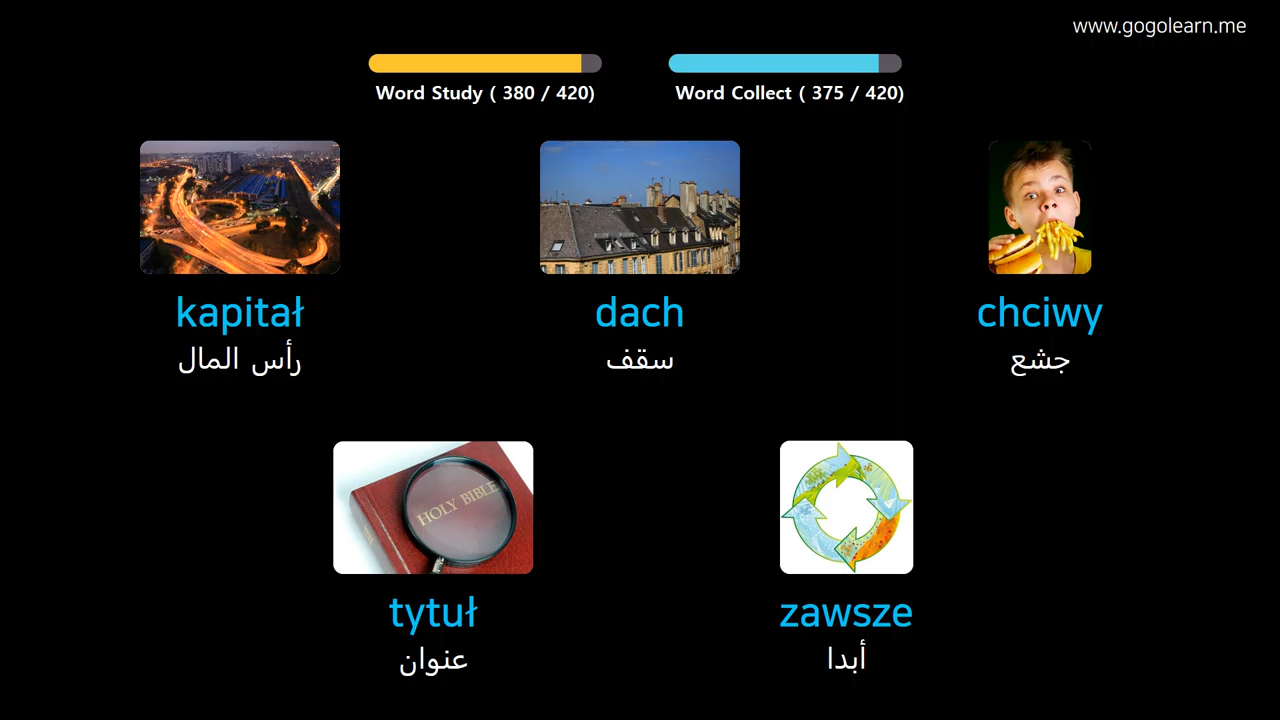 www.gogolearn.me
Word Study ( 380 / 420)
Word Collect ( 375 / 420)
kapitał
رأس المال
dach
سقف
chciwy
جشع
HOLY BIBLE
tytuł
عنوان
zawsze
أبدا